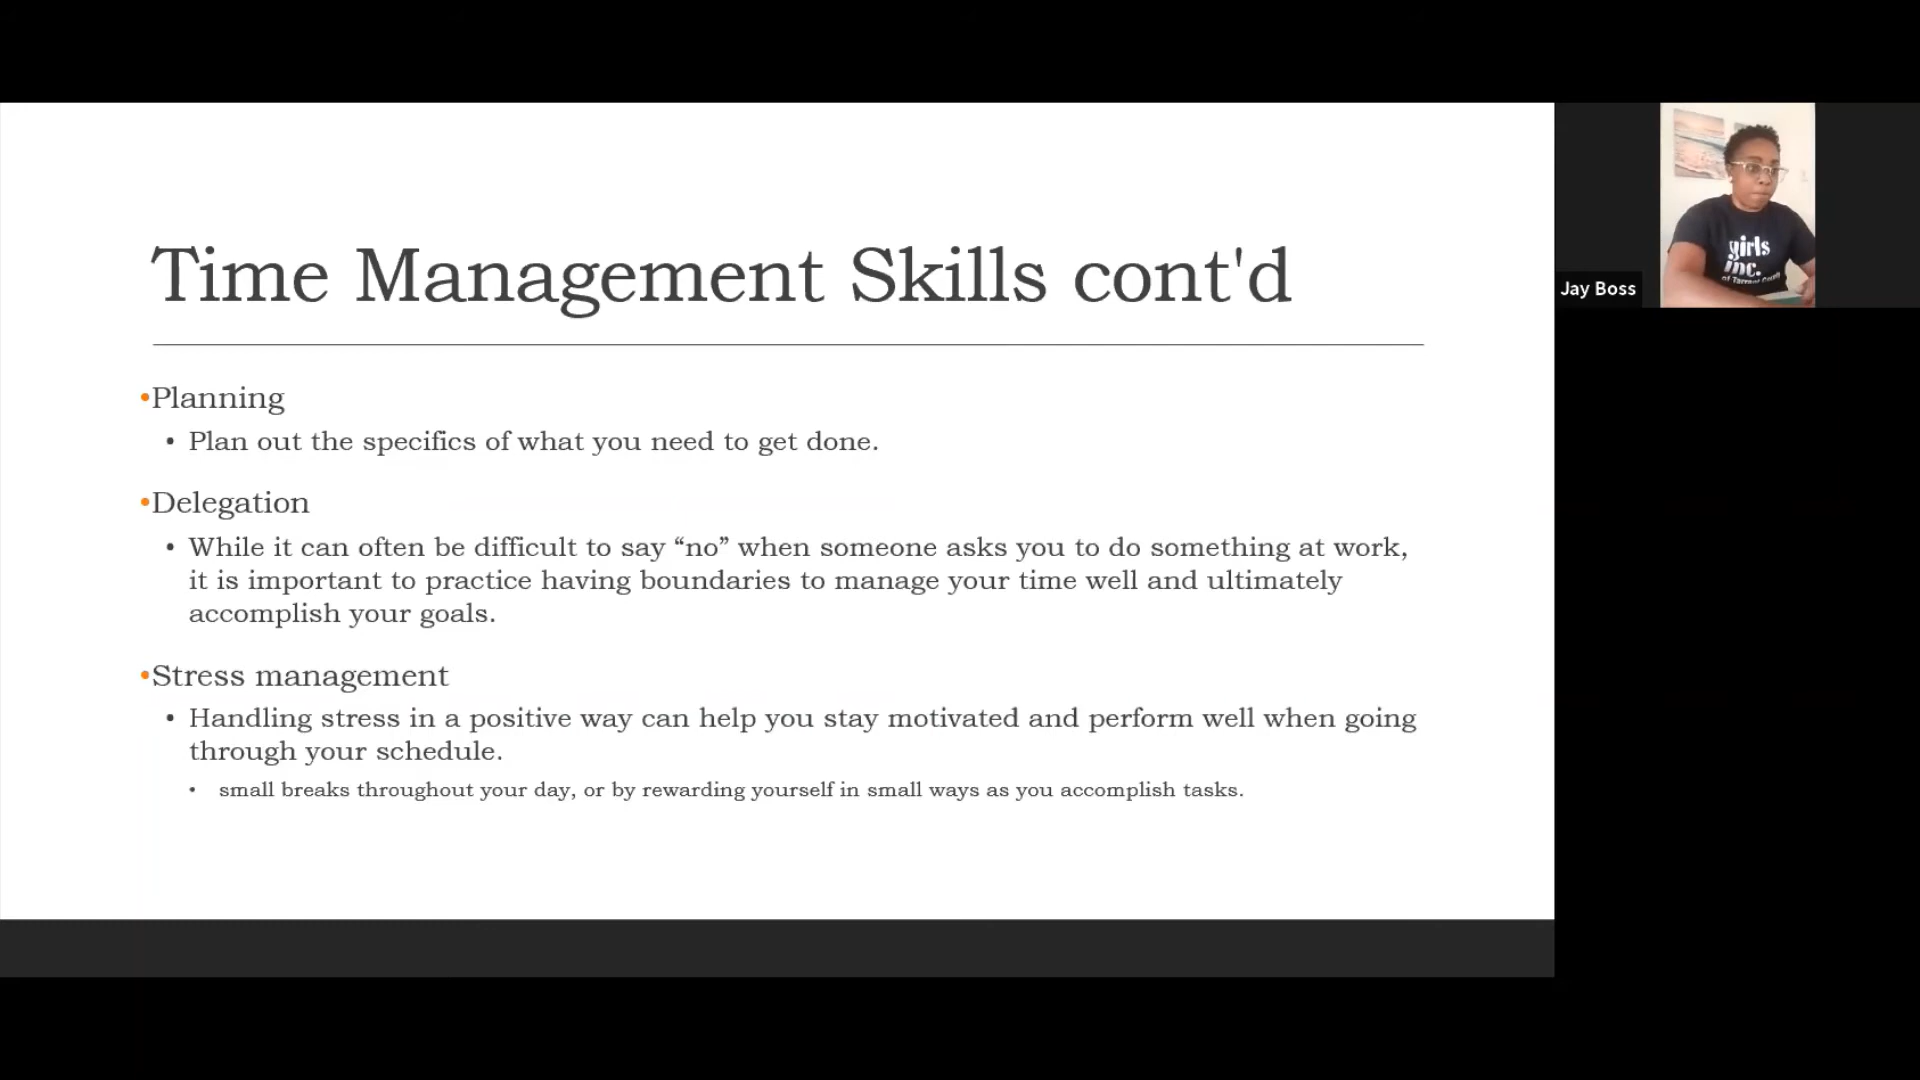 Time Management Skills cont'd
•Planning
• Plan out the specifics of what you need to get done.
•Delegation
• While it can often be difficult to say “no” when someone asks you to do something at work,
it is important to practice having boundaries to manage your time well and ultimately
accomplish your goals.
•Stress management
• Handling stress in a positive way can help you stay motivated and perform well when going
through your schedule.
• small breaks throughout your day, or by rewarding yourself in small ways as you accomplish tasks.
Jay Boss
girls
inc.
of Tarrant County